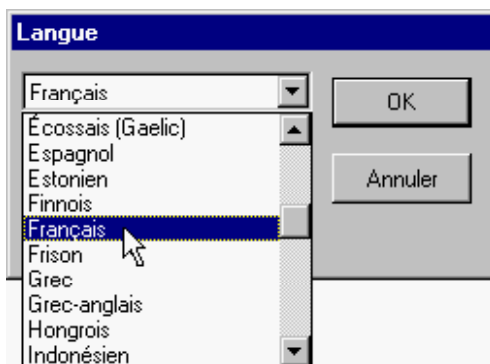 Langue
Français
OK
Écossais (Gaelic)
Espagnol
Estonien
Annuler
Finnois
Français
Frison
Grec
Grec-anglais
Hongrois
Indonésien